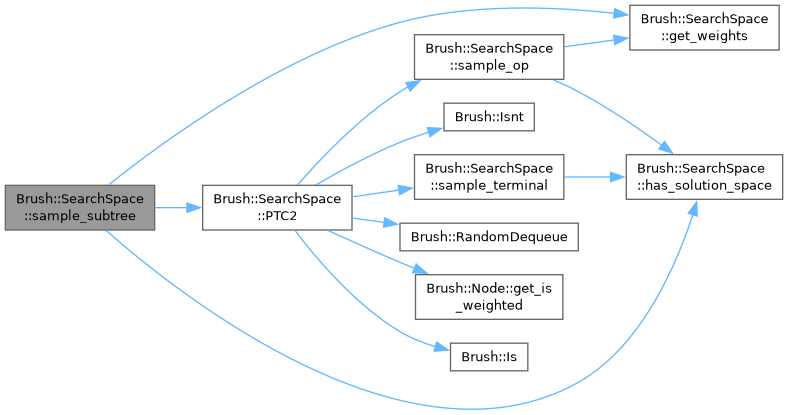 Brush::SearchSpace
::sample_subtree
Brush::SearchSpace
::PTC2
Brush::SearchSpace
::sample_op
Brush::Isnt
Brush::SearchSpace
::sample_terminal
Brush::RandomDequeue
Brush::Node::get_is
_weighted
Brush::Is
Brush::SearchSpace
::get_weights
Brush::SearchSpace
::has_solution_space